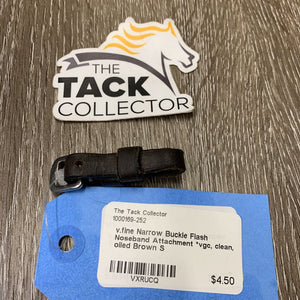 THE
TACK
COLLECTOR
The Tack Collector
1000169-252
v.fine Narrow Buckle Flash
Noseband Attachment *vgc, clean,
oiled Brown S
VXRUCQ
$4.50